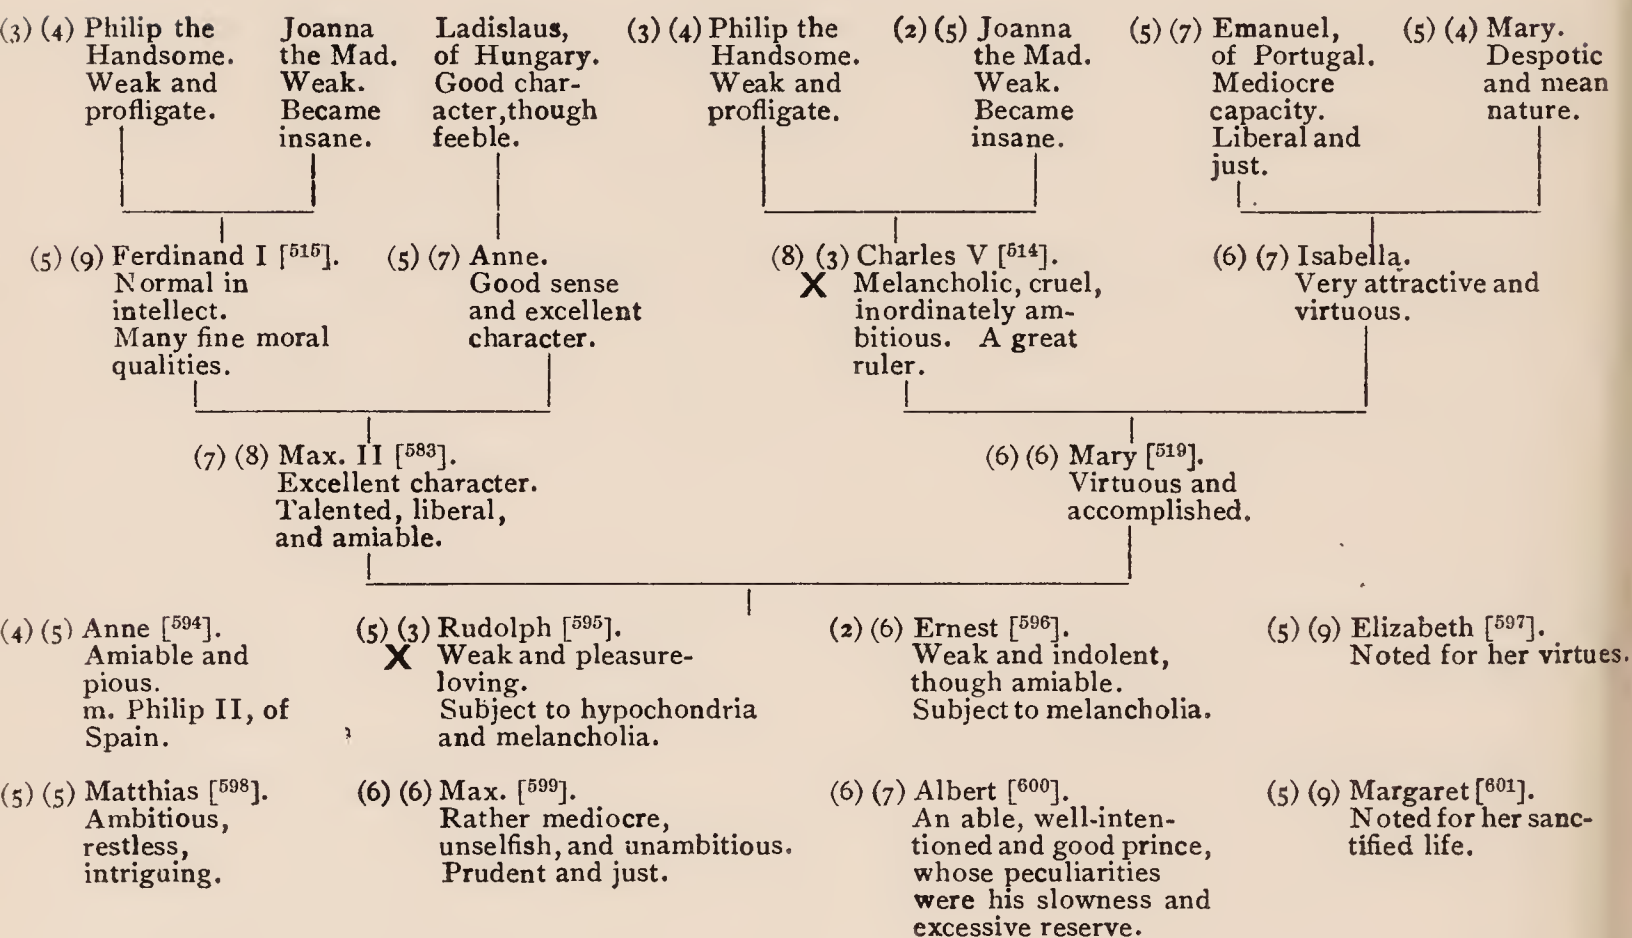 (3) (4) Philip the
Handsome.
Weak and
profligate.
Joanna
the Mad.
Weak.
Became
insane.
Ladislaus,
of Hungary.
Good char-
acter, though
feeble.
(3) (4) Philip the
Handsome.
Weak and
profligate.
(2) (5) Joanna
the Mad.
Weak.
Became
insane.
(5) (7) Emanuel,
of Portugal.
Mediocre
capacity.
Liberal and
just.
(5) (4) Mary.
Despotic
and mean
nature.
(5) (9) Ferdinand I [515].
Normal in
intellect.
Many fine moral
qualities.
(5) (7) Anne.
Good sense
and excellent
character.
(8) (3) Charles V [514].
X Melancholic, cruel,
inordinately am-
bitious. A great
ruler.
(6) (7) Isabella.
Very attractive and
virtuous.
(7) (8) Max. II [583].
Excellent character.
Talented, liberal,
and amiable.
(6) (6) Mary [519].
Virtuous and
accomplished.
(4) (5) Anne [594].
Amiable and
pious.
m. Philip II, of
Spain.
(5) (3) Rudolph [595].
X Weak and pleasure-
loving.
Subject to hypochondria
and melancholia.
(2) (6) Ernest [596].
Weak and indolent,
though amiable.
Subject to melancholia.
(5) (9) Elizabeth [597].
Noted for her virtues.
(5) (5) Matthias [598].
Ambitious,
restless,
intriguing.
(6) (6) Max. [599].
Rather mediocre,
unselfish, and unambitious.
Prudent and just.
(6) (7) Albert [600].
An able, well-inten-
tioned and good prince,
whose peculiarities
were his slowness and
excessive reserve.
(5) (9) Margaret [601].
Noted for her sanc-
tified life.